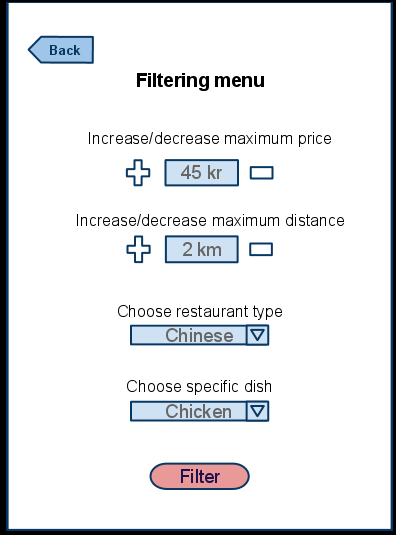 Back
Filtering menu
Increase/decrease maximum price
45 kr
Increase/decrease maximum distance
2 km
Choose restaurant type
Chinese
Choose specific dish
Chicken
Filter